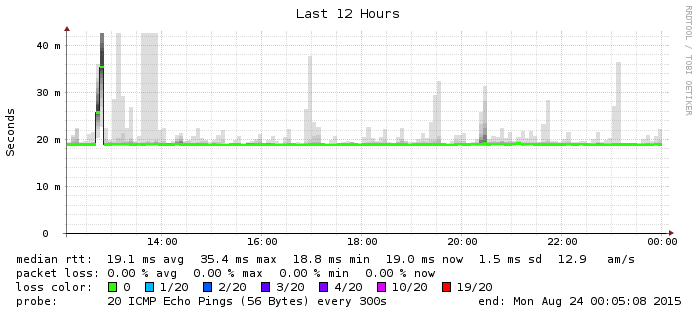 Last 12 Hours
RRDTOOL / TOBI OETIKER
Seconds
40 m
30 m
20 m
10 m
0
14:00 16:00 18:00 20:00 22:00 00:00
median rtt: 19.1 ms avg 35.4 ms max 18.8 ms min 19.0 ms now 1.5 ms sd 12.9 am/s
packet loss: 0.00 % avg 0.00 % max 0.00 % min 0.00 % now
loss color: 0 1/20 2/20 3/20 4/20 10/20 19/20
probe: 20 ICMP Echo Pings (56 Bytes) every 300s end: Mon Aug 24 00:05:08 2015